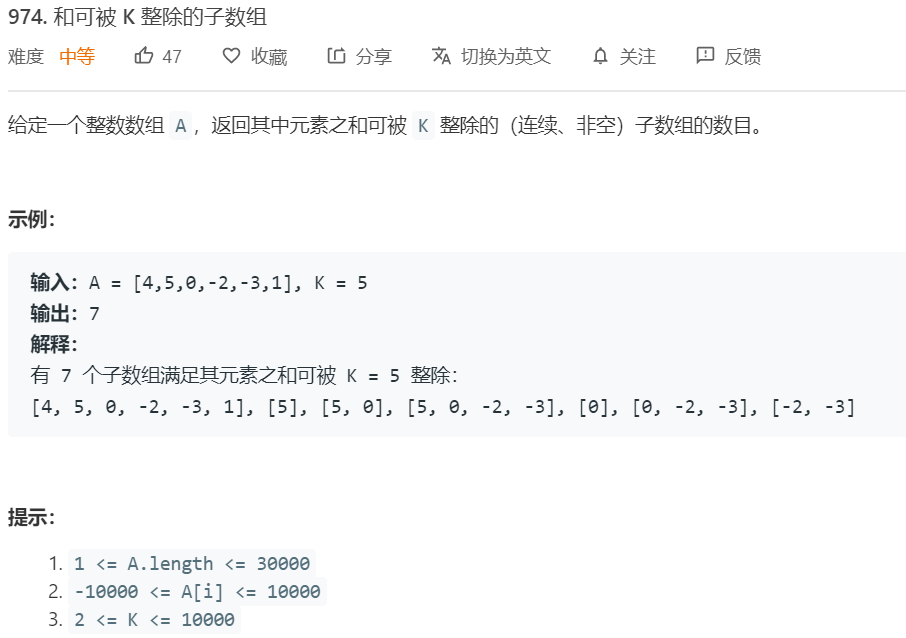 974. 和可被 K 整除的子数组
难度 中等 47 收藏 分享 切换为英文 关注 反馈
给定一个整数数组 A，返回其中元素之和可被 K 整除的（连续、非空）子数组的数目。
示例：
输入：A = [4,5,0,-2,-3,1], K = 5
输出：7
解释：
有 7 个子数组满足其元素之和可被 K = 5 整除：
[4, 5, 0, -2, -3, 1], [5], [5, 0], [5, 0, -2, -3], [0], [0, -2, -3], [-2, -3]
提示：
1. 1 <= A.length <= 30000
2. -10000 <= A[i] <= 10000
3. 2 <= K <= 10000